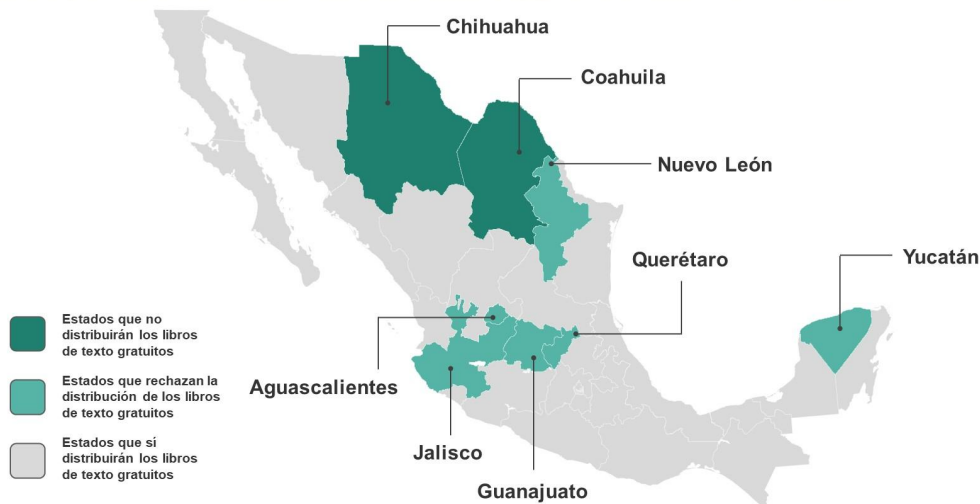 Chihuahua
Coahuila
Nuevo León
Querétaro
Yucatán
Estados que no
distribuirán los libros
de texto gratuitos
Estados que rechazan la
distribución de los libros
de texto gratuitos
Estados que sí
distribuirán los libros
de texto gratuitos
Aguascalientes
Jalisco
Guanajuato